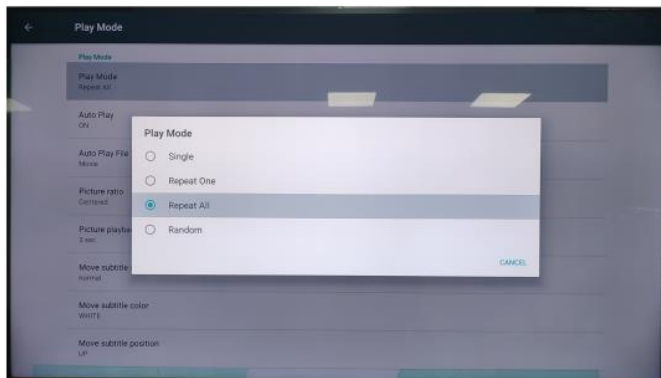 Play Mode
Play Mode
Play Mode
Repeat All
Auto Play
ON
Auto Play File
Movie
Picture ratio
Centered
Picture playba
3 sec
Move subtitle
normal
Move subtitle color
WHITE
Move subtitle position
UP
Play Mode
Single
Repeat One
Repeat All
Random
CANCEL